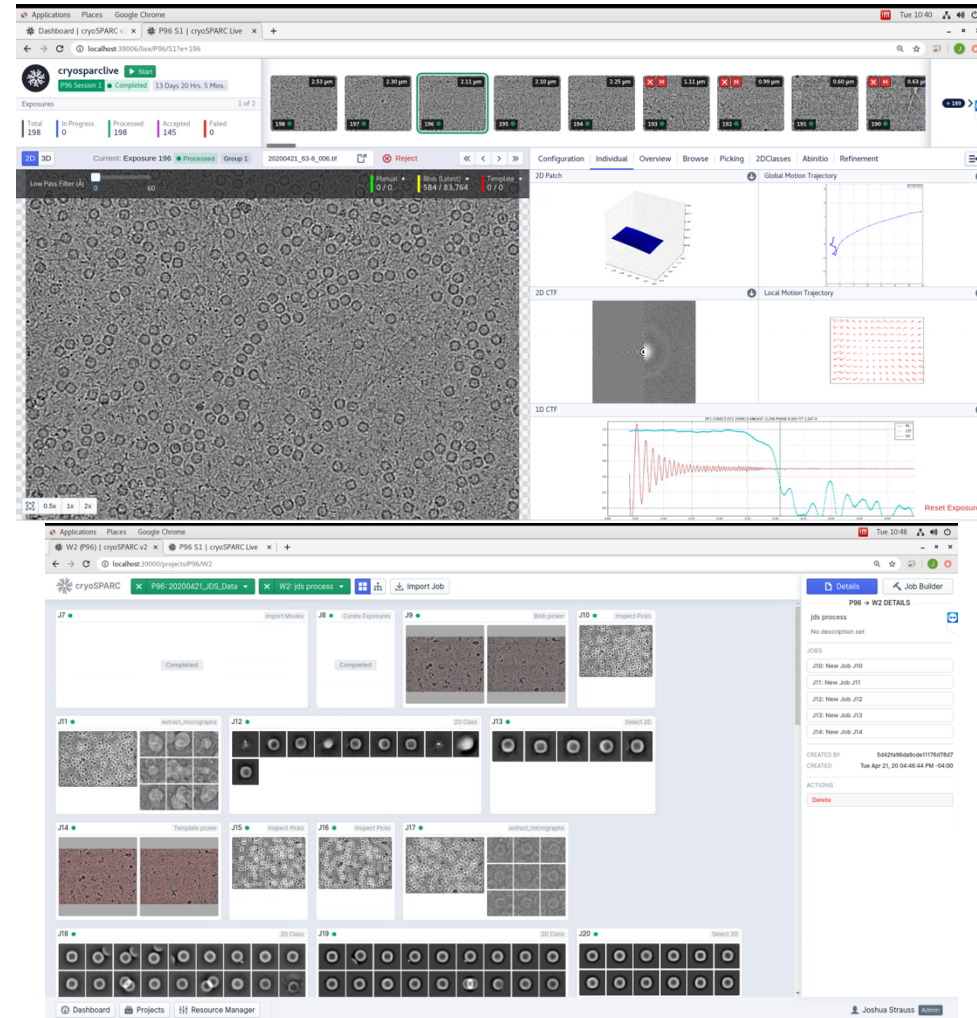 Applications Places Google Chrome Tue 10:40
Dashboard | cryoSPARC v. × P96 S1 | cryoSPARC Live × +
localhost:39006/live/P96/S1?e=196
cryosparclive Start
P96 Session 1 Completed 13 Days 20 Hrs. 5 Mins.
Exposures 1 of 2
Total In Progress Processed Accepted Failed
198 0 198 145 0
2.53 µm 2.30 µm 2.11 µm 2.10 µm 2.25 µm 1.11 µm 0.99 µm 0.60 µm 0.63 µ
198 197 196 195 194 193 192 191 190
+ 189
2D 3D Current: Exposure 196 Processed Group 1 20200421_63-8_006.tif Reject
Configuration Individual Overview Browse Picking 2DClasses Abinitio Refinement
Low Pass Filter (Å) 0 60
Manual Blob (Latest) Template
0 / 0 584 / 83,764 0 / 0
2D Patch Global Motion Trajectory
2D CTF Local Motion Trajectory
1D CTF
0.5x 1x 2x
Reset Exposure
Applications Places Google Chrome Tue 10:48
W2 (P96) | cryoSPARC v2 × P96 S1 | cryoSPARC Live × +
localhost:39000/projects/P96/W2
cryoSPARC × P96: 20200421_JDS_Data × W2: jds process Import Job Details Job Builder
P96 → W2 DETAILS
jds process
No description set
JOBS
J10: New Job J10
J11: New Job J11
J12: New Job J12
J13: New Job J13
J14: New Job J14
CREATED BY 5d42fa96da9cde11176d78d7
CREATED Tue Apr 21, 20 04:46:44 PM -04:00
ACTIONS
Delete
J7 Import Movies J8 Curate Exposures J9 Blob picker J10 Inspect Picks
Completed Completed
J11 extract_micrographs J12 2D Class J13 Select 2D
J14 Template picker J15 Inspect Picks J16 Inspect Picks J17 extract_micrographs
J18 2D Class J19 2D Class J20 Select 2D
Dashboard Projects Resource Manager Joshua Strauss Admin